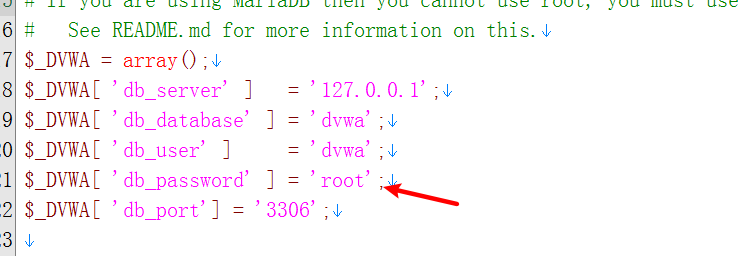 # If you are using MariaDB then you cannot use root, you must use
6 #   See README.md for more information on this.↓
7 $_DVWA = array();↓
8 $_DVWA[ 'db_server' ]   = '127.0.0.1';↓
9 $_DVWA[ 'db_database' ] = 'dvwa';↓
20 $_DVWA[ 'db_user' ]     = 'dvwa';↓
21 $_DVWA[ 'db_password' ] = 'root';↓
22 $_DVWA[ 'db_port'] = '3306';↓
23 ↓